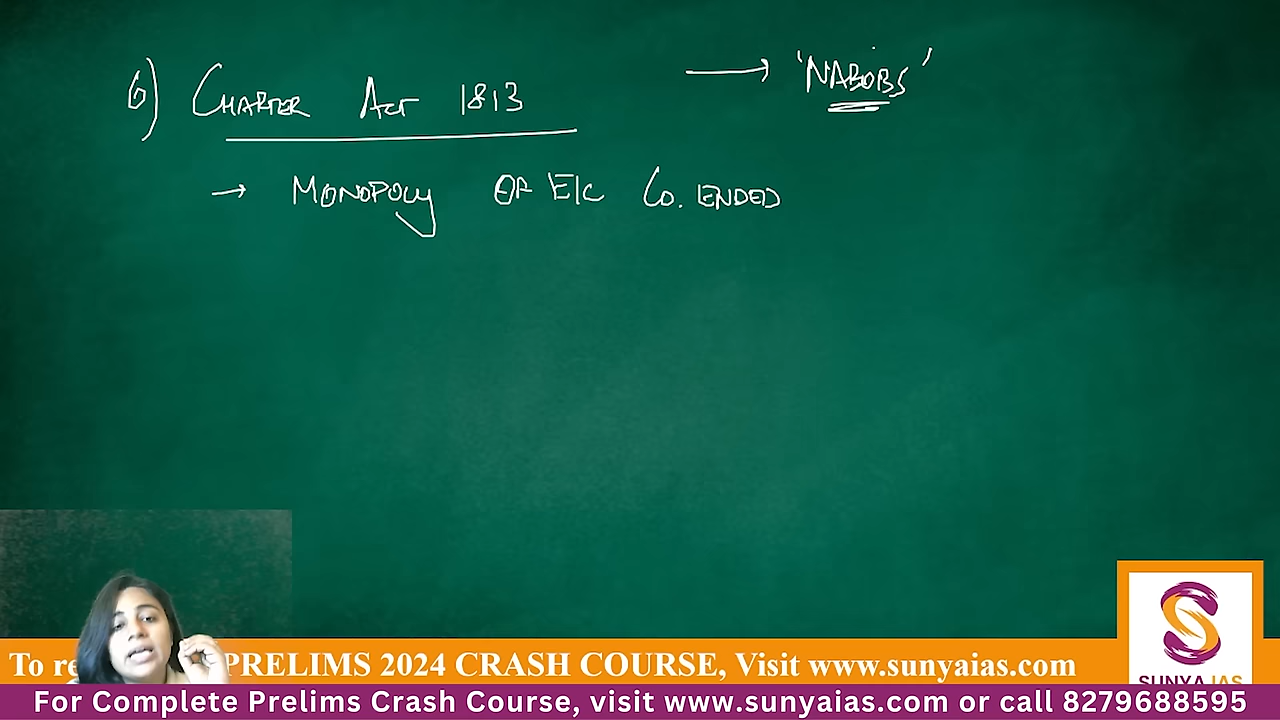 6) CHARTER ACT 1813
→ 'NABOBS'
→ MONOPOLY OF EIC CO. ENDED
To re PRELIMS 2024 CRASH COURSE, Visit www.sunyaias.com
SUNYA IAS
For Complete Prelims Crash Course, visit www.sunyaias.com or call 8279688595